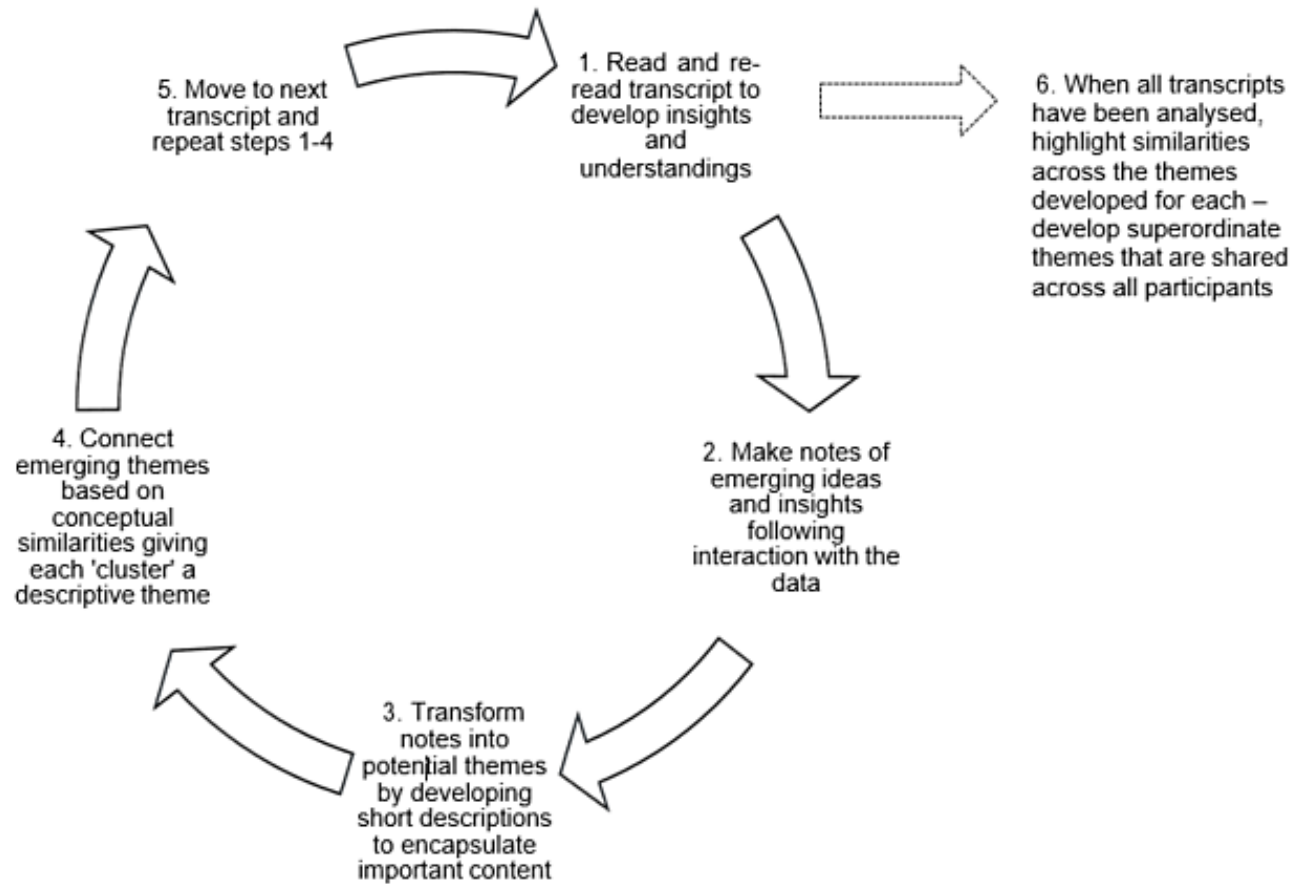 1. Read and re-
read transcript to
develop insights
and
understandings
2. Make notes of
emerging ideas
and insights
following
interaction with the
data
3. Transform
notes into
potential themes
by developing
short descriptions
to encapsulate
important content
4. Connect
emerging themes
based on
conceptual
similarities giving
each 'cluster' a
descriptive theme
5. Move to next
transcript and
repeat steps 1-4
6. When all transcripts
have been analysed,
highlight similarities
across the themes
developed for each –
develop superordinate
themes that are shared
across all participants